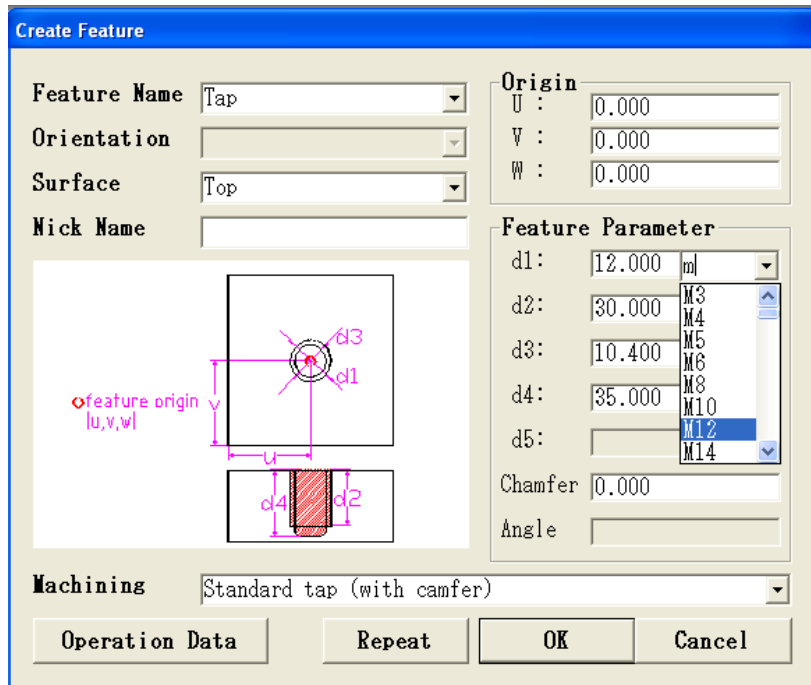 Create Feature
Feature Name Tap
Orientation
Surface Top
Nick Name
Origin
U : 0.000
V : 0.000
W : 0.000
Feature Parameter
d1: 12.000 m
d2: 30.000
d3: 10.400
d4: 35.000
d5:
M3
M4
M5
M6
M8
M10
M12
M14
Chamfer 0.000
Angle
d3
d1
feature origin
|u,v,w|
v
u
d4
d2
Machining Standard tap (with camfer)
Operation Data Repeat OK Cancel